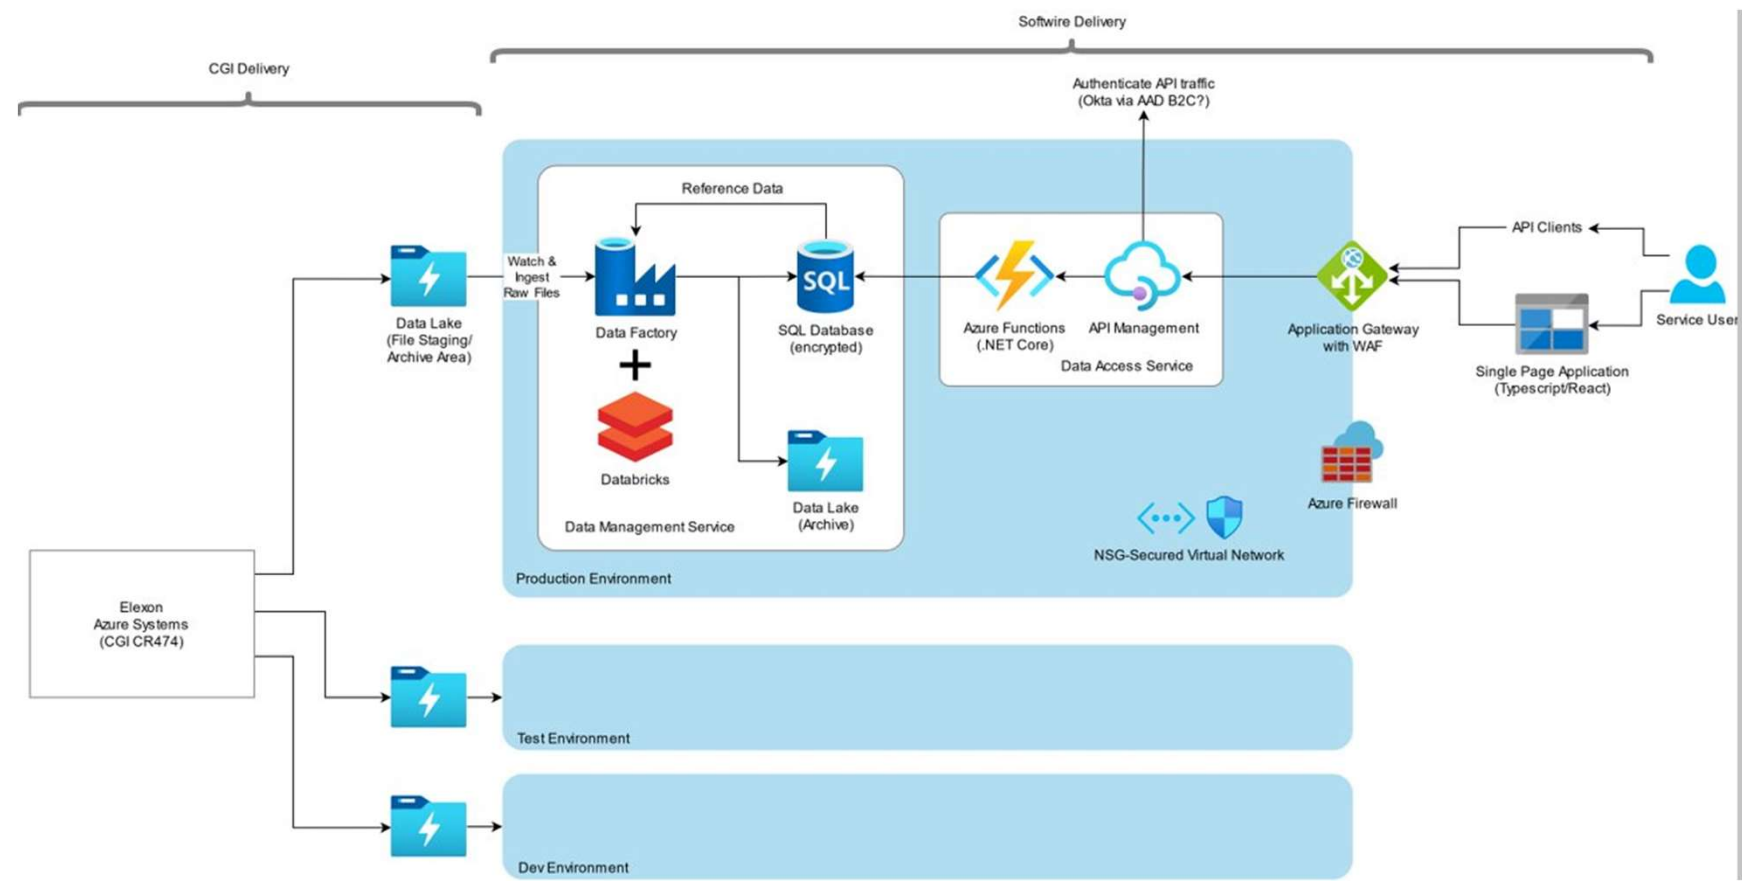 Softwire Delivery
CGI Delivery
Authenticate API traffic
(Okta via AAD B2C?)
Reference Data
API Clients
Watch &
Ingest
Raw Files
SQL
Data Lake
(File Staging/
Archive Area)
Data Factory
SQL Database
(encrypted)
Azure Functions
(.NET Core)
API Management
Data Access Service
Application Gateway
with WAF
Service User
Single Page Application
(Typescript/React)
Databricks
Data Lake
(Archive)
Data Management Service
Azure Firewall
NSG-Secured Virtual Network
Production Environment
Elexon
Azure Systems
(CGI CR474)
Test Environment
Dev Environment